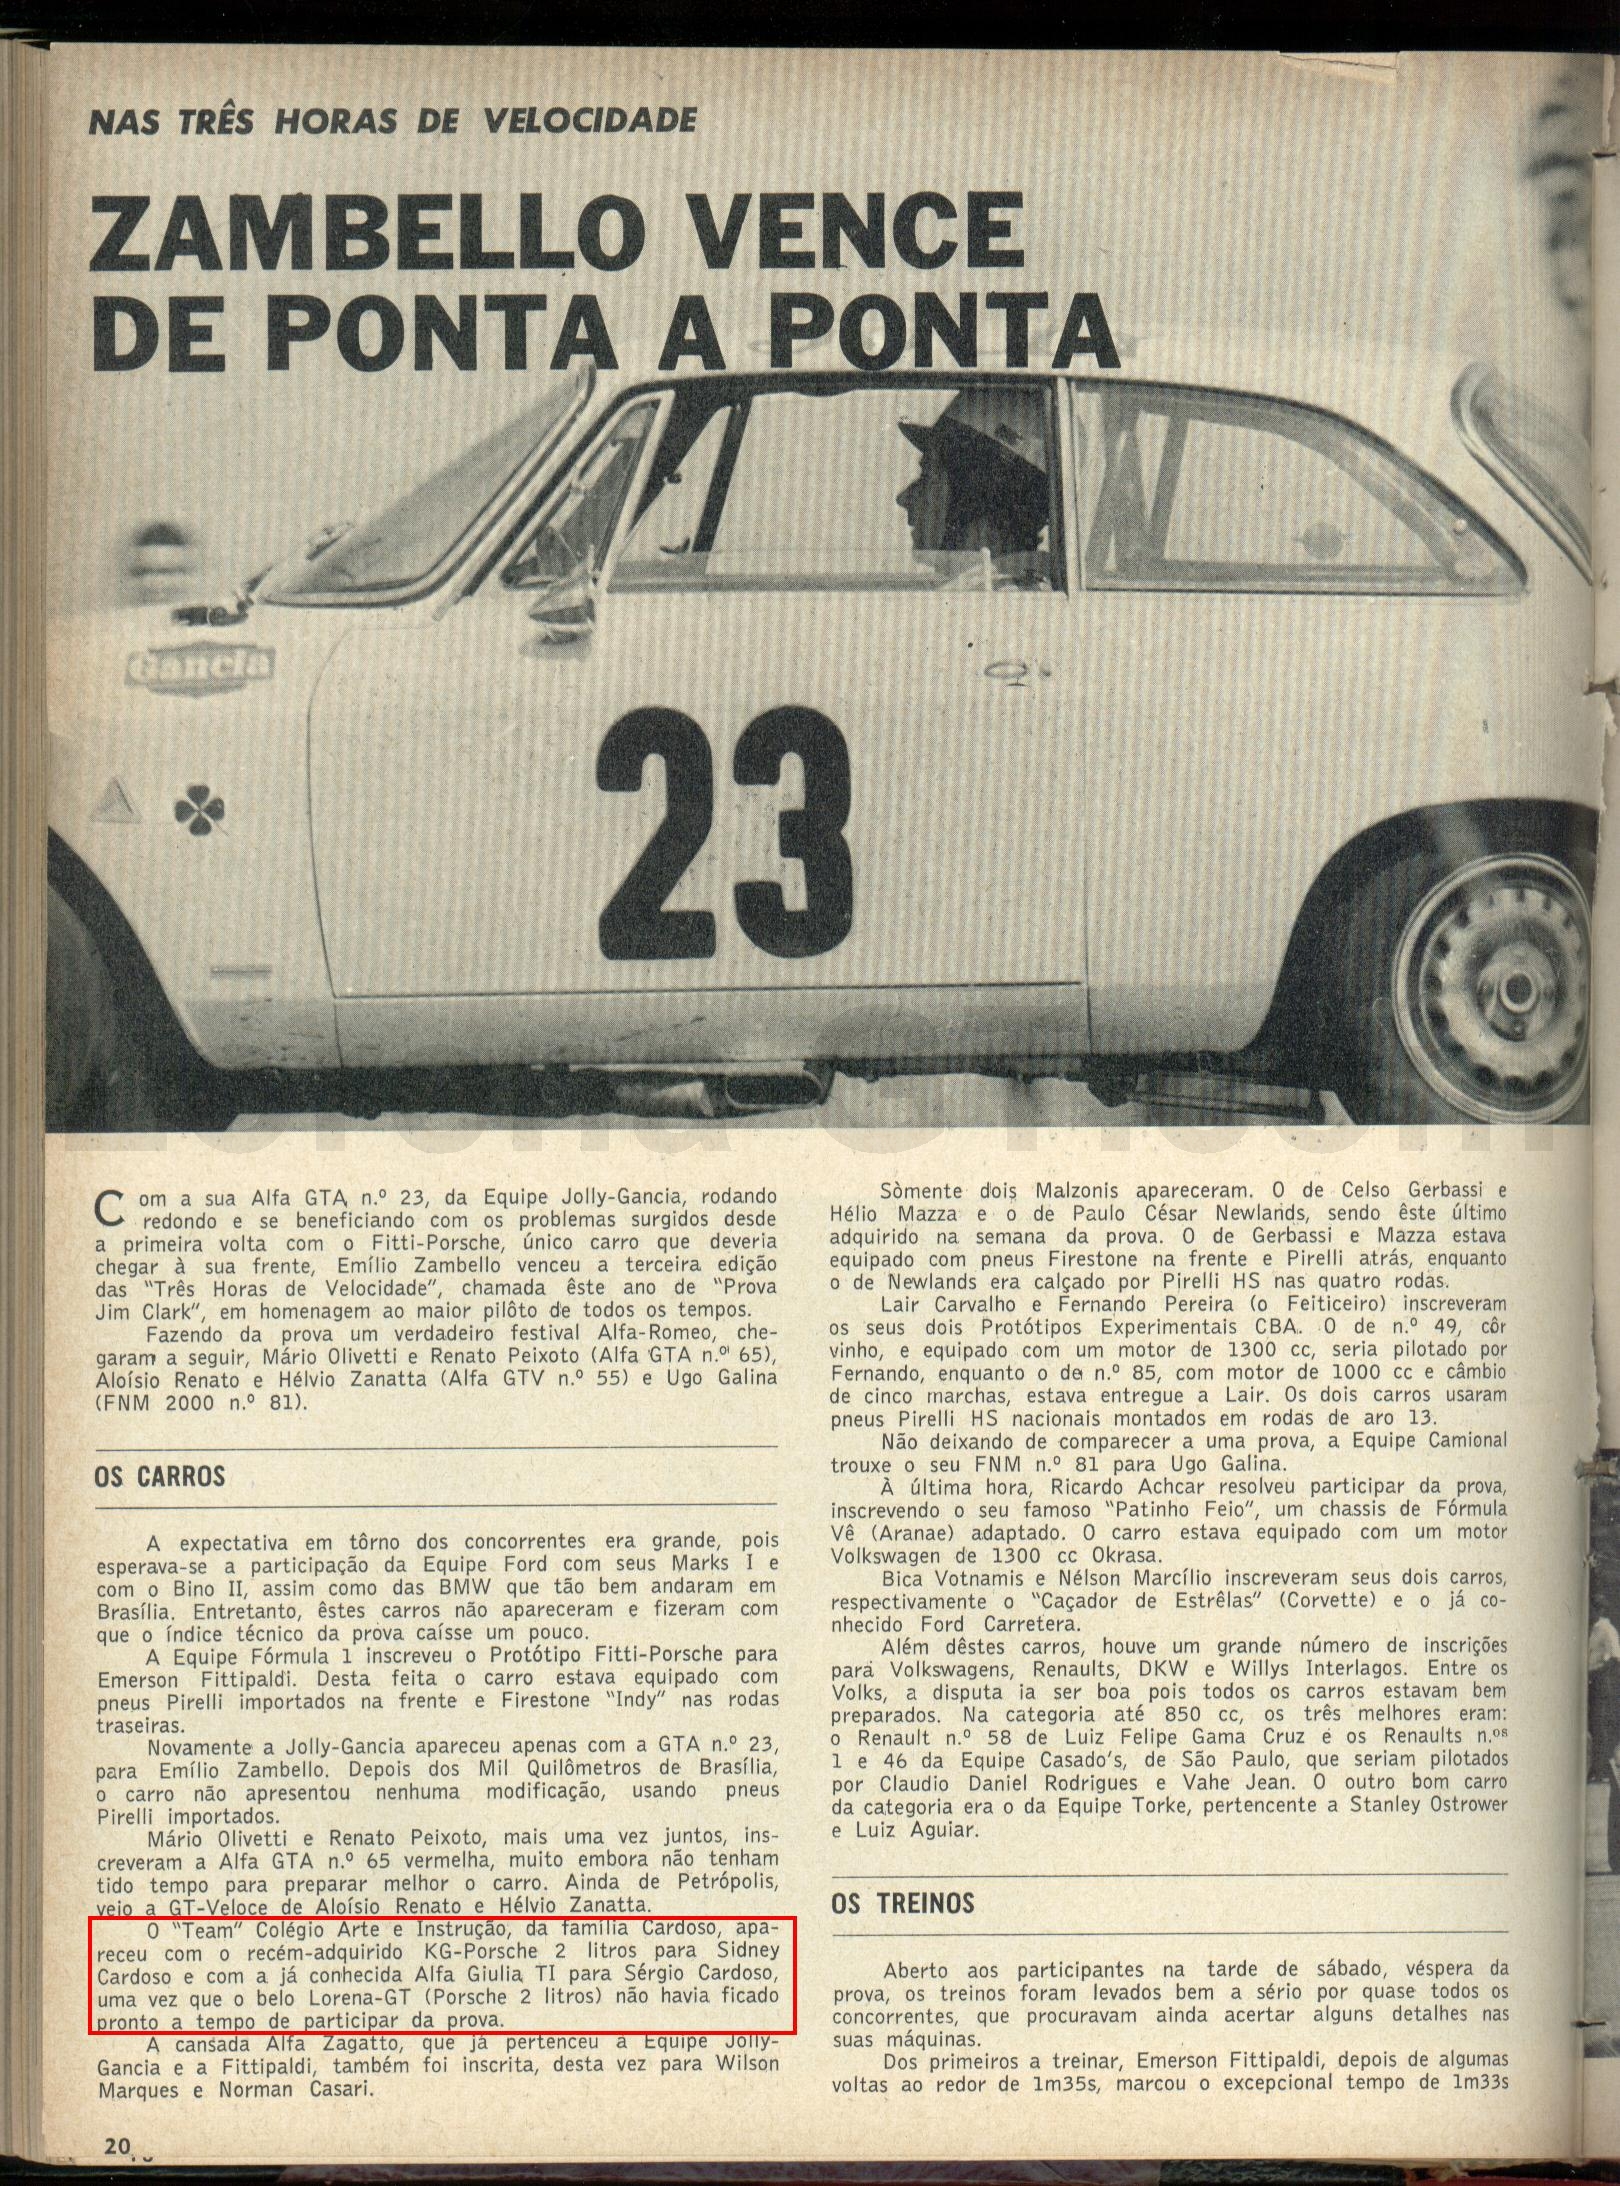 NAS TRÊS HORAS DE VELOCIDADE
ZAMBELLO VENCE
DE PONTA A PONTA
Gancia
23
Com a sua Alfa GTA n.º 23, da Equipe Jolly-Gancia, rodando
redondo e se beneficiando com os problemas surgidos desde
a primeira volta com o Fitti-Porsche, único carro que deveria
chegar à sua frente, Emílio Zambello venceu a terceira edição
das "Três Horas de Velocidade", chamada êste ano de "Prova
Jim Clark", em homenagem ao maior pilôto de todos os tempos.
Fazendo da prova um verdadeiro festival Alfa-Romeo, che-
garam a seguir, Mário Olivetti e Renato Peixoto (Alfa GTA n.º 65),
Aloísio Renato e Hélvio Zanatta (Alfa GTV n.º 55) e Ugo Galina
(FNM 2000 n.º 81).
OS CARROS
A expectativa em tôrno dos concorrentes era grande, pois
esperava-se a participação da Equipe Ford com seus Marks I e
com o Bino II, assim como das BMW que tão bem andaram em
Brasília. Entretanto, êstes carros não apareceram e fizeram com
que o índice técnico da prova caísse um pouco.
A Equipe Fórmula 1 inscreveu o Protótipo Fitti-Porsche para
Emerson Fittipaldi. Desta feita o carro estava equipado com
pneus Pirelli importados na frente e Firestone "Indy" nas rodas
traseiras.
Novamente a Jolly-Gancia apareceu apenas com a GTA n.º 23,
para Emílio Zambello. Depois dos Mil Quilômetros de Brasília,
o carro não apresentou nenhuma modificação, usando pneus
Pirelli importados.
Mário Olivetti e Renato Peixoto, mais uma vez juntos, ins-
creveram a Alfa GTA n.º 65 vermelha, muito embora não tenham
tido tempo para preparar melhor o carro. Ainda de Petrópolis,
veio a GT-Veloce de Aloísio Renato e Hélvio Zanatta.
O "Team" Colégio Arte e Instrução, da família Cardoso, apa-
receu com o recém-adquirido KG-Porsche 2 litros para Sidney
Cardoso e com a já conhecida Alfa Giulia TI para Sérgio Cardoso,
uma vez que o belo Lorena-GT (Porsche 2 litros) não havia ficado
pronto a tempo de participar da prova.
A cansada Alfa Zagatto, que já pertenceu a Equipe Jolly-
Gancia e a Fittipaldi, também foi inscrita, desta vez para Wilson
Marques e Norman Casari.
20
Sòmente dois Malzonis apareceram. O de Celso Gerbassi e
Hélio Mazza e o de Paulo César Newlands, sendo êste último
adquirido na semana da prova. O de Gerbassi e Mazza estava
equipado com pneus Firestone na frente e Pirelli atrás, enquanto
o de Newlands era calçado por Pirelli HS nas quatro rodas.
Lair Carvalho e Fernando Pereira (o Feiticeiro) inscreveram
os seus dois Protótipos Experimentais CBA. O de n.º 49, côr
vinho, e equipado com um motor de 1300 cc, seria pilotado por
Fernando, enquanto o de n.º 85, com motor de 1000 cc e câmbio
de cinco marchas, estava entregue a Lair. Os dois carros usaram
pneus Pirelli HS nacionais montados em rodas de aro 13.
Não deixando de comparecer a uma prova, a Equipe Camional
trouxe o seu FNM n.º 81 para Ugo Galina.
À última hora, Ricardo Achcar resolveu participar da prova,
inscrevendo o seu famoso "Patinho Feio", um chassis de Fórmula
Vê (Aranae) adaptado. O carro estava equipado com um motor
Volkswagen de 1300 cc Okrasa.
Bica Votnamis e Nélson Marcílio inscreveram seus dois carros,
respectivamente o "Caçador de Estrêlas" (Corvette) e o já co-
nhecido Ford Carretera.
Além dêstes carros, houve um grande número de inscrições
para Volkswagens, Renaults, DKW e Willys Interlagos. Entre os
Volks, a disputa ia ser boa pois todos os carros estavam bem
preparados. Na categoria até 850 cc, os três melhores eram:
o Renault n.º 58 de Luiz Felipe Gama Cruz e os Renaults n.ºs
1 e 46 da Equipe Casado's, de São Paulo, que seriam pilotados
por Claudio Daniel Rodrigues e Vahe Jean. O outro bom carro
da categoria era o da Equipe Torke, pertencente a Stanley Ostrower
e Luiz Aguiar.
OS TREINOS
Aberto aos participantes na tarde de sábado, véspera da
prova, os treinos foram levados bem a sério por quase todos os
concorrentes, que procuravam ainda acertar alguns detalhes nas
suas máquinas.
Dos primeiros a treinar, Emerson Fittipaldi, depois de algumas
voltas ao redor de 1m35s, marcou o excepcional tempo de 1m33s